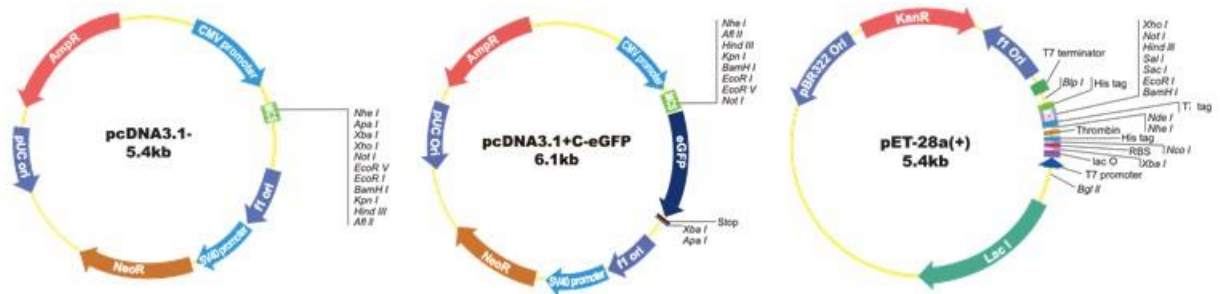 AmpR
CMV promoter
MCS
pcDNA3.1-
5.4kb
pUC ori
f1 ori
SV40 promoter
NeoR
Nhe I
Apa I
Xba I
Xho I
Not I
EcoR V
EcoR I
BamH I
Kpn I
Hind III
Afl II
AmpR
CMV promoter
MCS
Nhe I
Afl II
Hind III
Kpn I
BamH I
EcoR I
EcoR V
Not I
pcDNA3.1+C-eGFP
6.1kb
pUC Ori
eGFP
Stop
Xba I
Apa I
f1 ori
SV40 promoter
NeoR
KanR
pBR322 Ori
f1 Ori
T7 terminator
Blp I
His tag
Xho I
Not I
Hind III
Sal I
Sac I
EcoR I
BamH I
pET-28a(+)
5.4kb
tag
Nde I
Nhe I
Thrombin
His tag
Nco I
RBS
lac O
Xba I
T7 promoter
Bgl II
Lac I